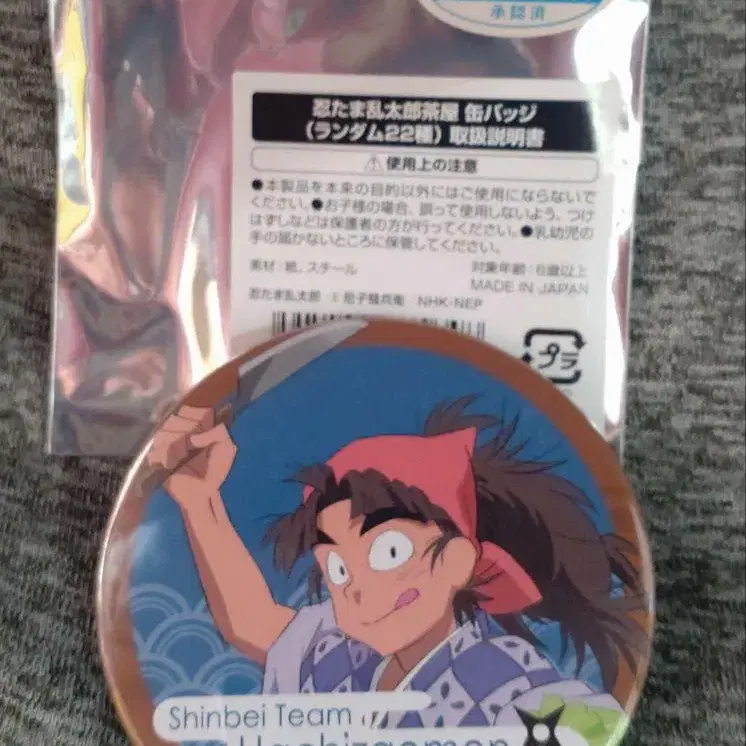 承認済
忍たま乱太郎茶屋 缶バッジ
(ランダム22種) 取扱説明書
⚠使用上の注意
●本製品を本来の目的以外にはご使用にならないで
ください。●お子様の場合、誤って使用しないよう、つけ
はずしなどは保護者の方が行ってください。●乳幼児の
手の届かないところに保管してください。
素材：紙、スチール 対象年齢：6歳以上
MADE IN JAPAN
忍たま乱太郎 © 尼子騒兵衛 NHK・NEP
プラ
Shinbei Team
Hachizaemon